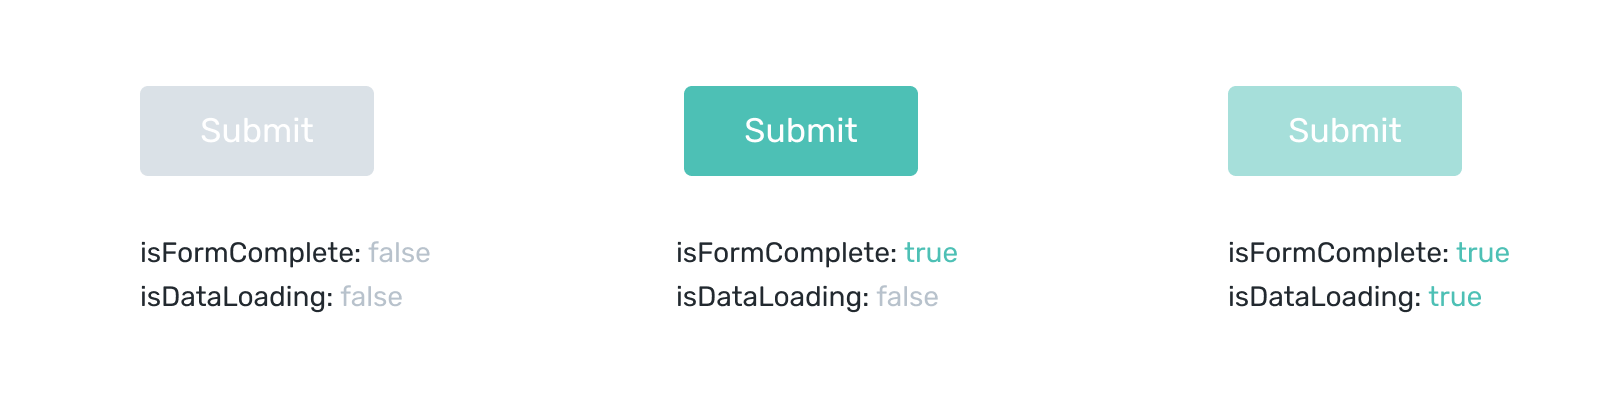 Submit
isFormComplete: false
isDataLoading: false
Submit
isFormComplete: true
isDataLoading: false
Submit
isFormComplete: true
isDataLoading: true